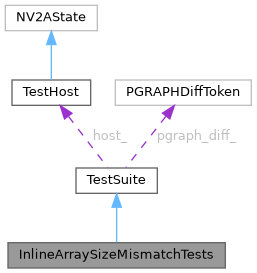 NV2AState
TestHost
PGRAPHDiffToken
host_
pgraph_diff_
TestSuite
InlineArraySizeMismatchTests